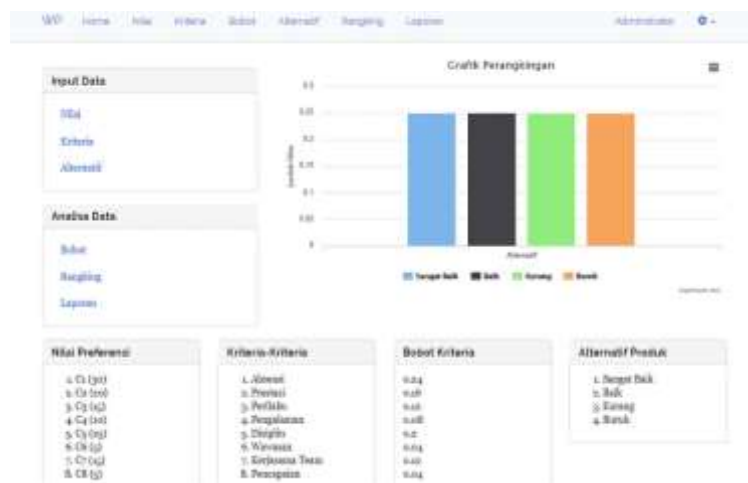 WP Home Nilai Kriteria Bobot Alternatif Rangking Laporan Administrator
Input Data
Nilai
Kriteria
Alternatif
Analisa Data
Bobot
Rangking
Laporan
Grafik Perangkingan
0.3
0.25
0.2
0.15
0.1
0.05
0
Alternatif
Sangat Baik Baik Kurang Buruk
Nilai Preferensi
1. C1 (30)
2. C2 (20)
3. C3 (15)
4. C4 (10)
5. C5 (25)
6. C6 (5)
7. C7 (15)
8. C8 (5)
Kriteria-Kriteria
1. Absensi
2. Prestasi
3. Perilaku
4. Pengalaman
5. Disiplin
6. Wawasan
7. Kerjasama Team
8. Pencapaian
Bobot Kriteria
0.24
0.16
0.12
0.08
0.2
0.04
0.12
0.04
Alternatif Produk
1. Sangat Baik
2. Baik
3. Kurang
4. Buruk